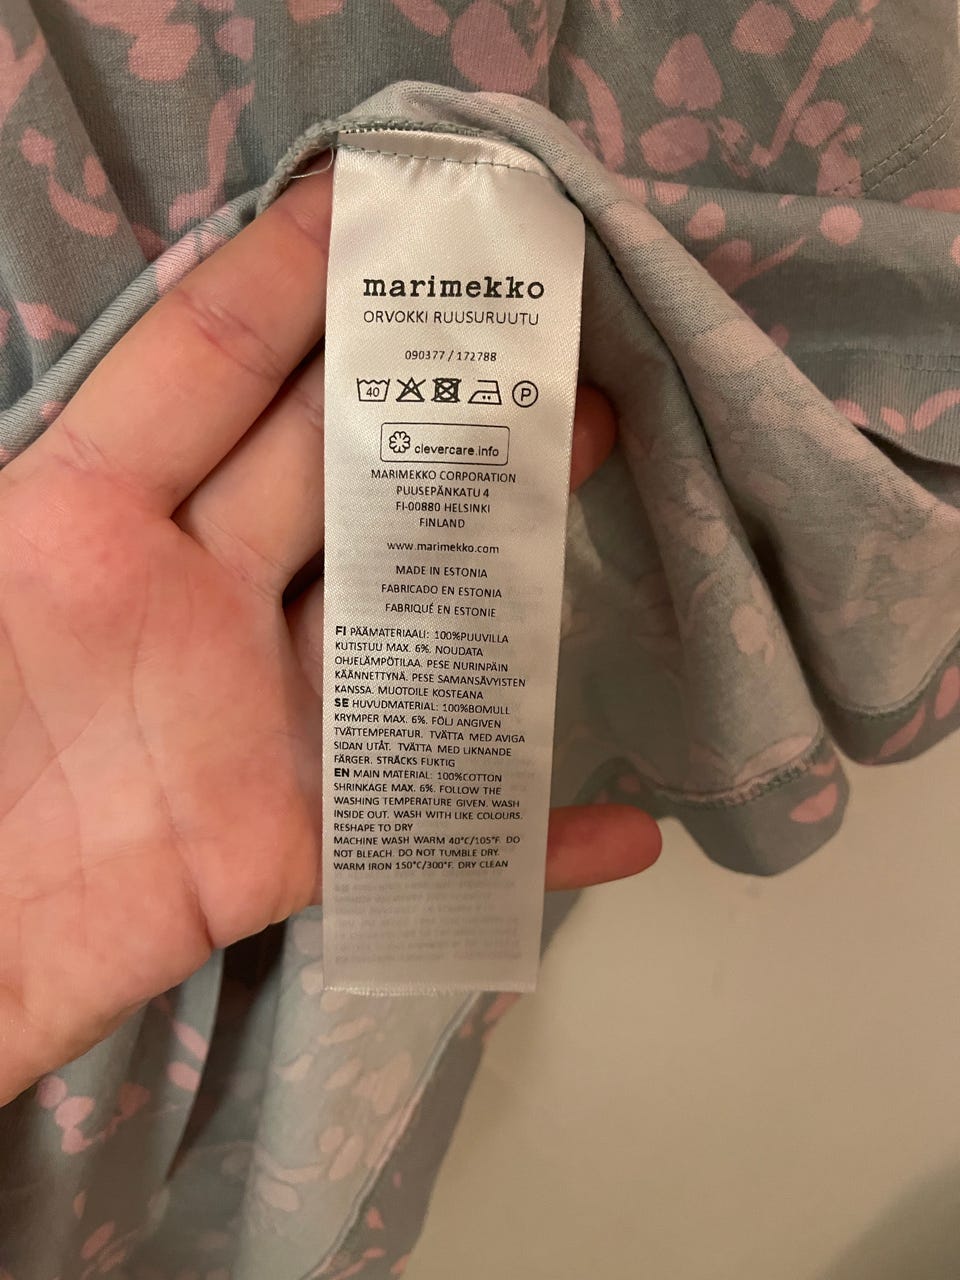 marimekko
ORVOKKI RUUSURUUTU
090377 / 172788
40 P
clevercare.info
MARIMEKKO CORPORATION
PUUSEPÄNKATU 4
FI-00880 HELSINKI
FINLAND
www.marimekko.com
MADE IN ESTONIA
FABRICADO EN ESTONIA
FABRIQUÉ EN ESTONIE
FI PÄÄMATERIAALI: 100%PUUVILLA
KUTISTUU MAX. 6%. NOUDATA
OHJELÄMPÖTILAA. PESE NURINPÄIN
KÄÄNNETTYNÄ. PESE SAMANSÄVYISTEN
KANSSA. MUOTOILE KOSTEANA
SE HUVUDMATERIAL: 100%BOMULL
KRYMPER MAX. 6%. FÖLJ ANGIVEN
TVÄTTEMPERATUR. TVÄTTA MED AVIGA
SIDAN UTÅT. TVÄTTA MED LIKNANDE
FÄRGER. STRÄCKS FUKTIG
EN MAIN MATERIAL: 100%COTTON
SHRINKAGE MAX. 6%. FOLLOW THE
WASHING TEMPERATURE GIVEN. WASH
INSIDE OUT. WASH WITH LIKE COLOURS.
RESHAPE TO DRY
MACHINE WASH WARM 40°C/105°F. DO
NOT BLEACH. DO NOT TUMBLE DRY.
WARM IRON 150°C/300°F. DRY CLEAN